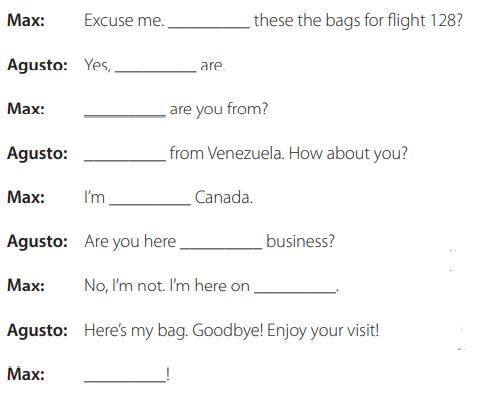 Max: Excuse me. __________ these the bags for flight 128?
Agusto: Yes, __________ are.
Max: __________ are you from?
Agusto: __________ from Venezuela. How about you?
Max: I'm __________ Canada.
Agusto: Are you here __________ business?
Max: No, I'm not. I'm here on __________.
Agusto: Here's my bag. Goodbye! Enjoy your visit!
Max: __________!